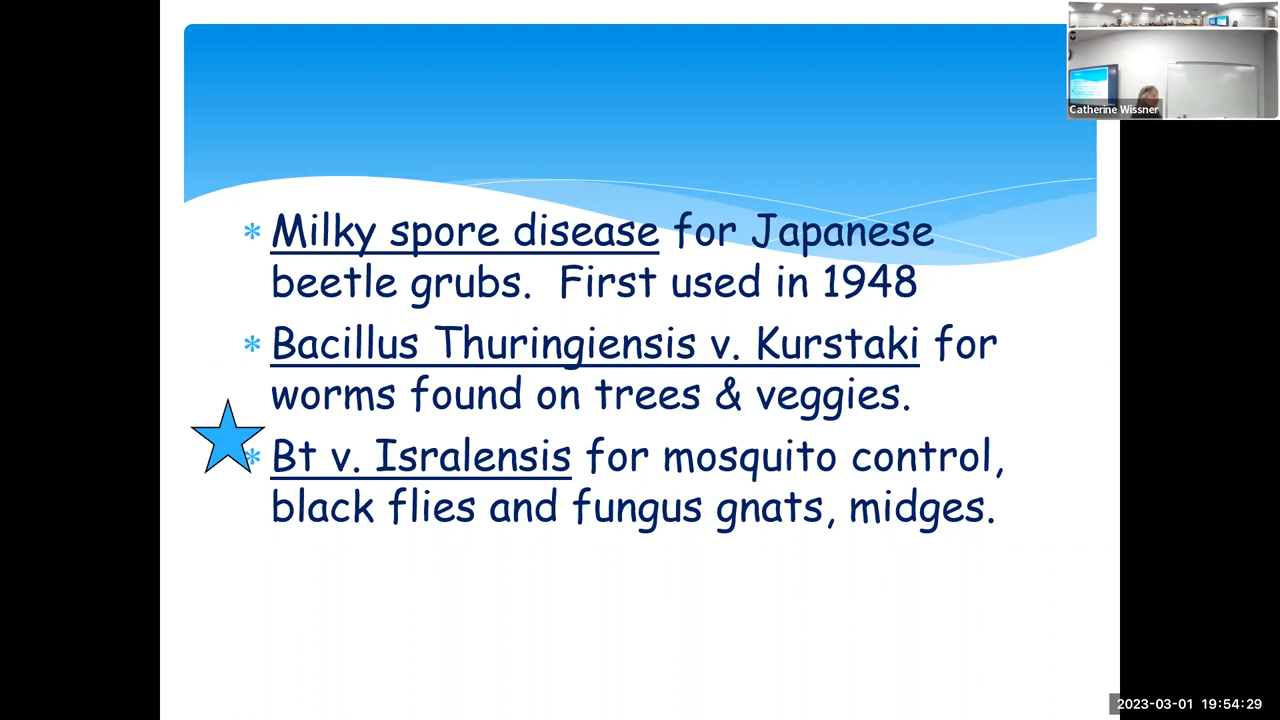 Catherine Wissner
* Milky spore disease for Japanese
beetle grubs.  First used in 1948
* Bacillus Thuringiensis v. Kurstaki for
worms found on trees & veggies.
* Bt v. Isralensis for mosquito control,
black flies and fungus gnats, midges.
2023-03-01 19:54:29